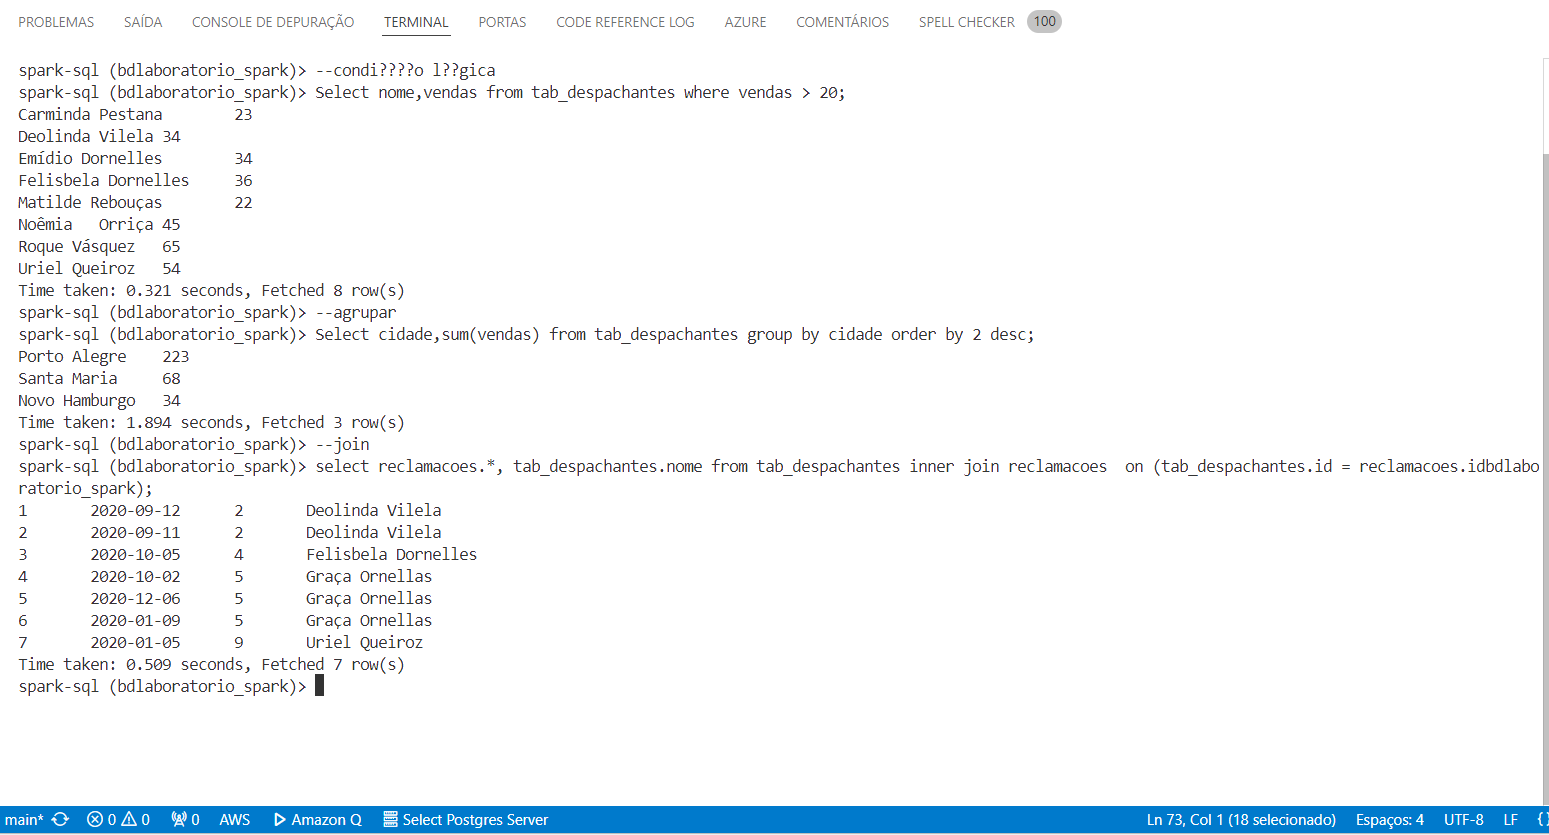 PROBLEMAS SAÍDA CONSOLE DE DEPURAÇÃO TERMINAL PORTAS CODE REFERENCE LOG AZURE COMENTÁRIOS SPELL CHECKER 100
spark-sql (bdlaboratorio_spark)> --condi????o l??gica
spark-sql (bdlaboratorio_spark)> Select nome,vendas from tab_despachantes where vendas > 20;
Carminda Pestana 23
Deolinda Vilela 34
Emídio Dornelles 34
Felisbela Dornelles 36
Matilde Rebouças 22
Noêmia Orriça 45
Roque Vásquez 65
Uriel Queiroz 54
Time taken: 0.321 seconds, Fetched 8 row(s)
spark-sql (bdlaboratorio_spark)> --agrupar
spark-sql (bdlaboratorio_spark)> Select cidade,sum(vendas) from tab_despachantes group by cidade order by 2 desc;
Porto Alegre 223
Santa Maria 68
Novo Hamburgo 34
Time taken: 1.894 seconds, Fetched 3 row(s)
spark-sql (bdlaboratorio_spark)> --join
spark-sql (bdlaboratorio_spark)> select reclamacoes.*, tab_despachantes.nome from tab_despachantes inner join reclamacoes  on (tab_despachantes.id = reclamacoes.idbdlabo
ratorio_spark);
1 2020-09-12 2 Deolinda Vilela
2 2020-09-11 2 Deolinda Vilela
3 2020-10-05 4 Felisbela Dornelles
4 2020-10-02 5 Graça Ornellas
5 2020-12-06 5 Graça Ornellas
6 2020-01-09 5 Graça Ornellas
7 2020-01-05 9 Uriel Queiroz
Time taken: 0.509 seconds, Fetched 7 row(s)
spark-sql (bdlaboratorio_spark)>
main* 0 0 0 AWS Amazon Q Select Postgres Server Ln 73, Col 1 (18 selecionado) Espaços: 4 UTF-8 LF {